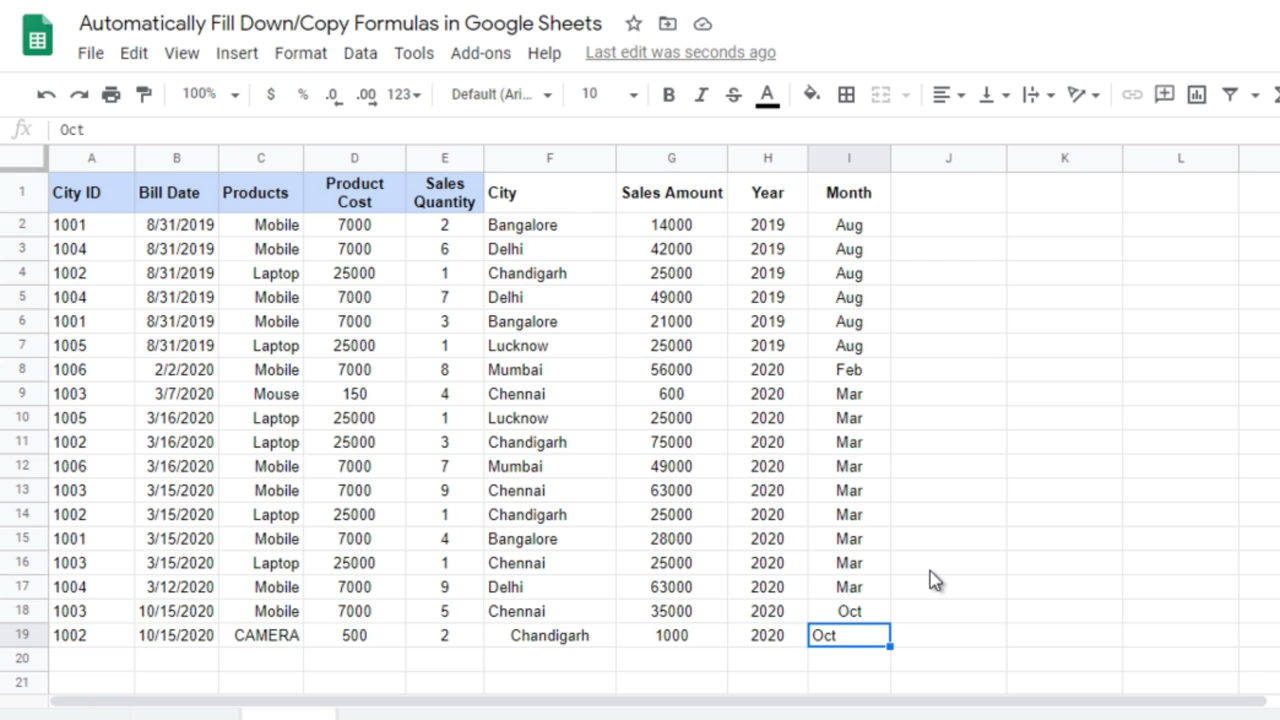 Automatically Fill Down/Copy Formulas in Google Sheets
File Edit View Insert Format Data Tools Add-ons Help Last edit was seconds ago
100% $ % .0 .00 123 Default (Ari... 10 B I S A
fx Oct
A B C D E F G H I J K L
1 City ID Bill Date Products Product Cost Sales Quantity City Sales Amount Year Month
2 1001 8/31/2019 Mobile 7000 2 Bangalore 14000 2019 Aug
3 1004 8/31/2019 Mobile 7000 6 Delhi 42000 2019 Aug
4 1002 8/31/2019 Laptop 25000 1 Chandigarh 25000 2019 Aug
5 1004 8/31/2019 Mobile 7000 7 Delhi 49000 2019 Aug
6 1001 8/31/2019 Mobile 7000 3 Bangalore 21000 2019 Aug
7 1005 8/31/2019 Laptop 25000 1 Lucknow 25000 2019 Aug
8 1006 2/2/2020 Mobile 7000 8 Mumbai 56000 2020 Feb
9 1003 3/7/2020 Mouse 150 4 Chennai 600 2020 Mar
10 1005 3/16/2020 Laptop 25000 1 Lucknow 25000 2020 Mar
11 1002 3/16/2020 Laptop 25000 3 Chandigarh 75000 2020 Mar
12 1006 3/16/2020 Mobile 7000 7 Mumbai 49000 2020 Mar
13 1003 3/15/2020 Mobile 7000 9 Chennai 63000 2020 Mar
14 1002 3/15/2020 Laptop 25000 1 Chandigarh 25000 2020 Mar
15 1001 3/15/2020 Mobile 7000 4 Bangalore 28000 2020 Mar
16 1003 3/15/2020 Laptop 25000 1 Chennai 25000 2020 Mar
17 1004 3/12/2020 Mobile 7000 9 Delhi 63000 2020 Mar
18 1003 10/15/2020 Mobile 7000 5 Chennai 35000 2020 Oct
19 1002 10/15/2020 CAMERA 500 2 Chandigarh 1000 2020 Oct
20
21